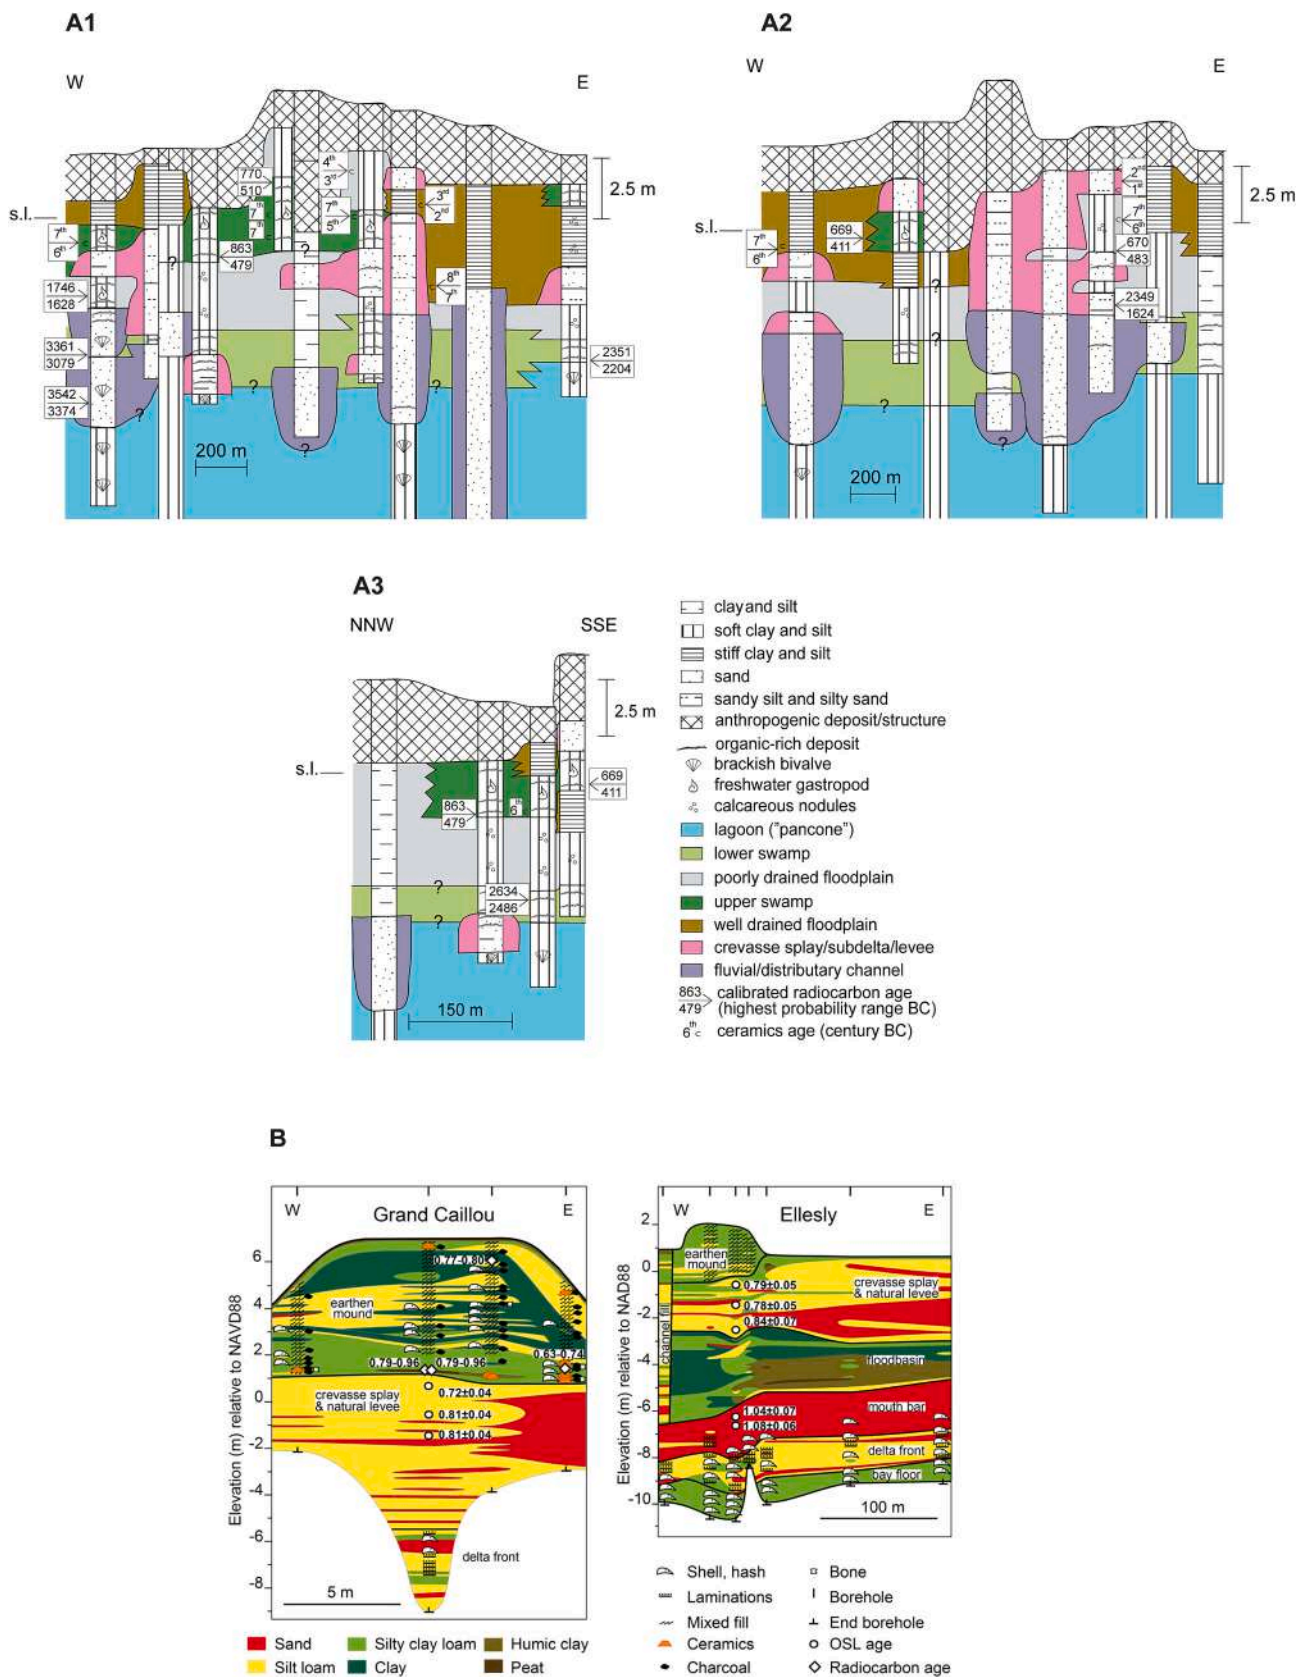 A1
W
E
s.l.
2.5 m
4th
3rd
770
510
7th
7th
7th
5th
3rd
2nd
863
479
7th
6th
1746
1628
8th
7th
3361
3079
2351
2204
3542
3374
?
?
?
?
?
?
?
200 m
A2
W
E
s.l.
2.5 m
2nd
1st
7th
6th
669
411
7th
6th
670
483
2349
1624
?
?
?
?
200 m
A3
NNW
SSE
s.l.
2.5 m
669
411
863
479
6th
2634
2486
?
?
150 m
clay and silt
soft clay and silt
stiff clay and silt
sand
sandy silt and silty sand
anthropogenic deposit/structure
organic-rich deposit
brackish bivalve
freshwater gastropod
calcareous nodules
lagoon ("pancone")
lower swamp
poorly drained floodplain
upper swamp
well drained floodplain
crevasse splay/subdelta/levee
fluvial/distributary channel
863
479
calibrated radiocarbon age
(highest probability range BC)
6th c
ceramics age (century BC)
B
W
Grand Caillou
E
Elevation (m) relative to NAVD88
6
4
2
0
-2
-4
-6
-8
0.77-0.80
earthen
mound
0.79-0.96
0.79-0.96
0.63-0.74
crevasse splay
& natural levee
0.72±0.04
0.81±0.04
0.81±0.04
delta front
5 m
W
Ellesly
E
Elevation (m) relative to NAD88
2
0
-2
-4
-6
-8
-10
earthen
mound
channel fill
0.79±0.05
0.78±0.05
0.84±0.07
crevasse splay
& natural levee
floodbasin
mouth bar
1.04±0.07
1.08±0.06
delta front
bay floor
100 m
Sand
Silt loam
Silty clay loam
Clay
Humic clay
Peat
Shell, hash
Laminations
Mixed fill
Ceramics
Charcoal
Bone
Borehole
End borehole
OSL age
Radiocarbon age